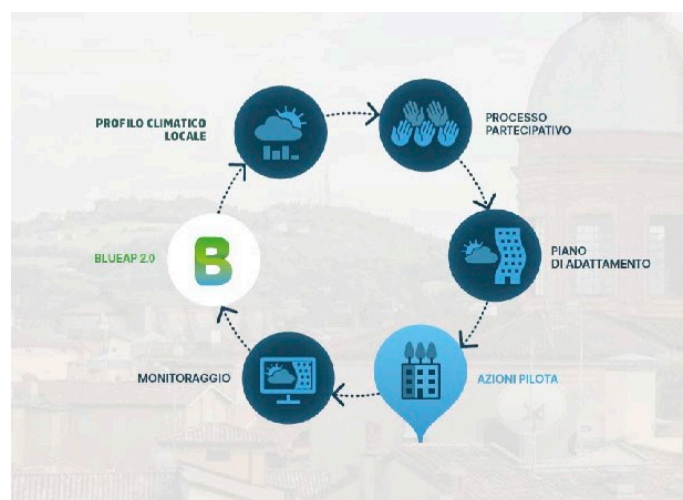 PROFILO CLIMATICO
LOCALE
PROCESSO
PARTECIPATIVO
BLUEAP 2.0
B
PIANO
DI ADATTAMENTO
MONITORAGGIO
AZIONI PILOTA